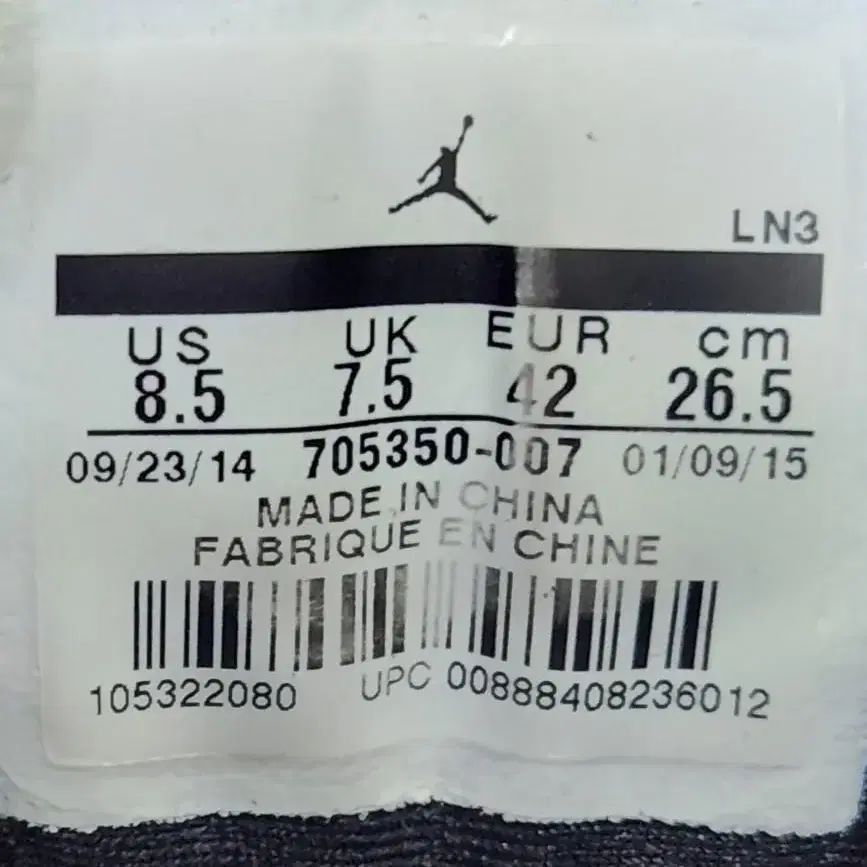 LN3
US UK EUR cm
8.5 7.5 42 26.5
09/23/14 705350-007 01/09/15
MADE IN CHINA
FABRIQUE EN CHINE
105322080 UPC 00888408236012